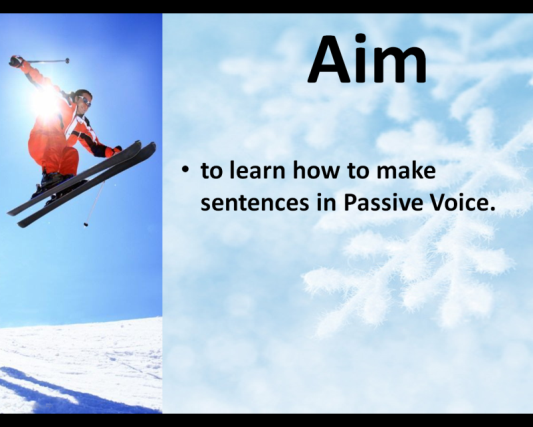 Aim
• to learn how to make
sentences in Passive Voice.